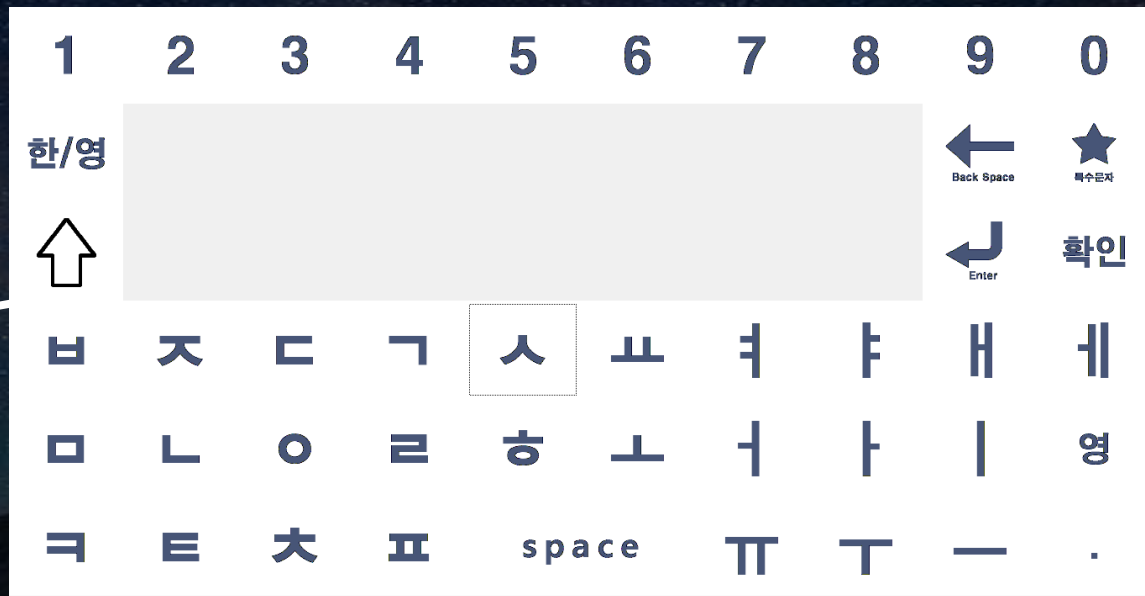 1 2 3 4 5 6 7 8 9 0
한/영
Back Space
특수문자
Enter
확인
ㅂ ㅈ ㄷ ㄱ ㅅ ㅛ ㅕ ㅑ ㅐ ㅔ
ㅁ ㄴ ㅇ ㄹ ㅎ ㅗ ㅓ ㅏ ㅣ 영
ㅋ ㅌ ㅊ ㅍ space ㅠ ㅜ ㅡ .